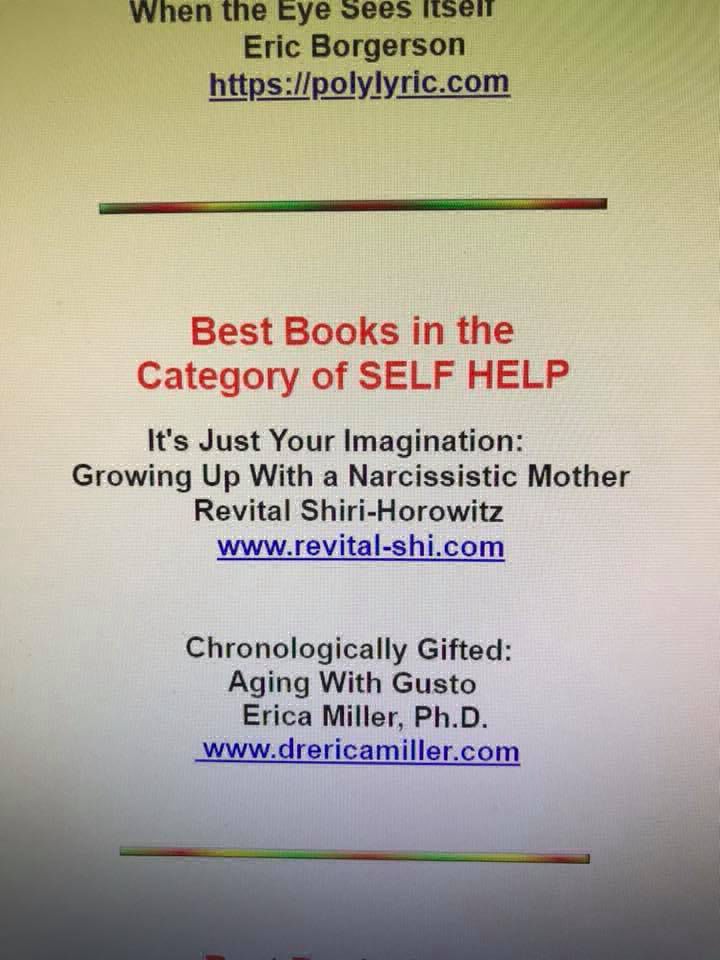 When the Eye Sees Itself
Eric Borgerson
https://polylyric.com
Best Books in the
Category of SELF HELP
It's Just Your Imagination:
Growing Up With a Narcissistic Mother
Revital Shiri-Horowitz
www.revital-shi.com
Chronologically Gifted:
Aging With Gusto
Erica Miller, Ph.D.
www.drericamiller.com